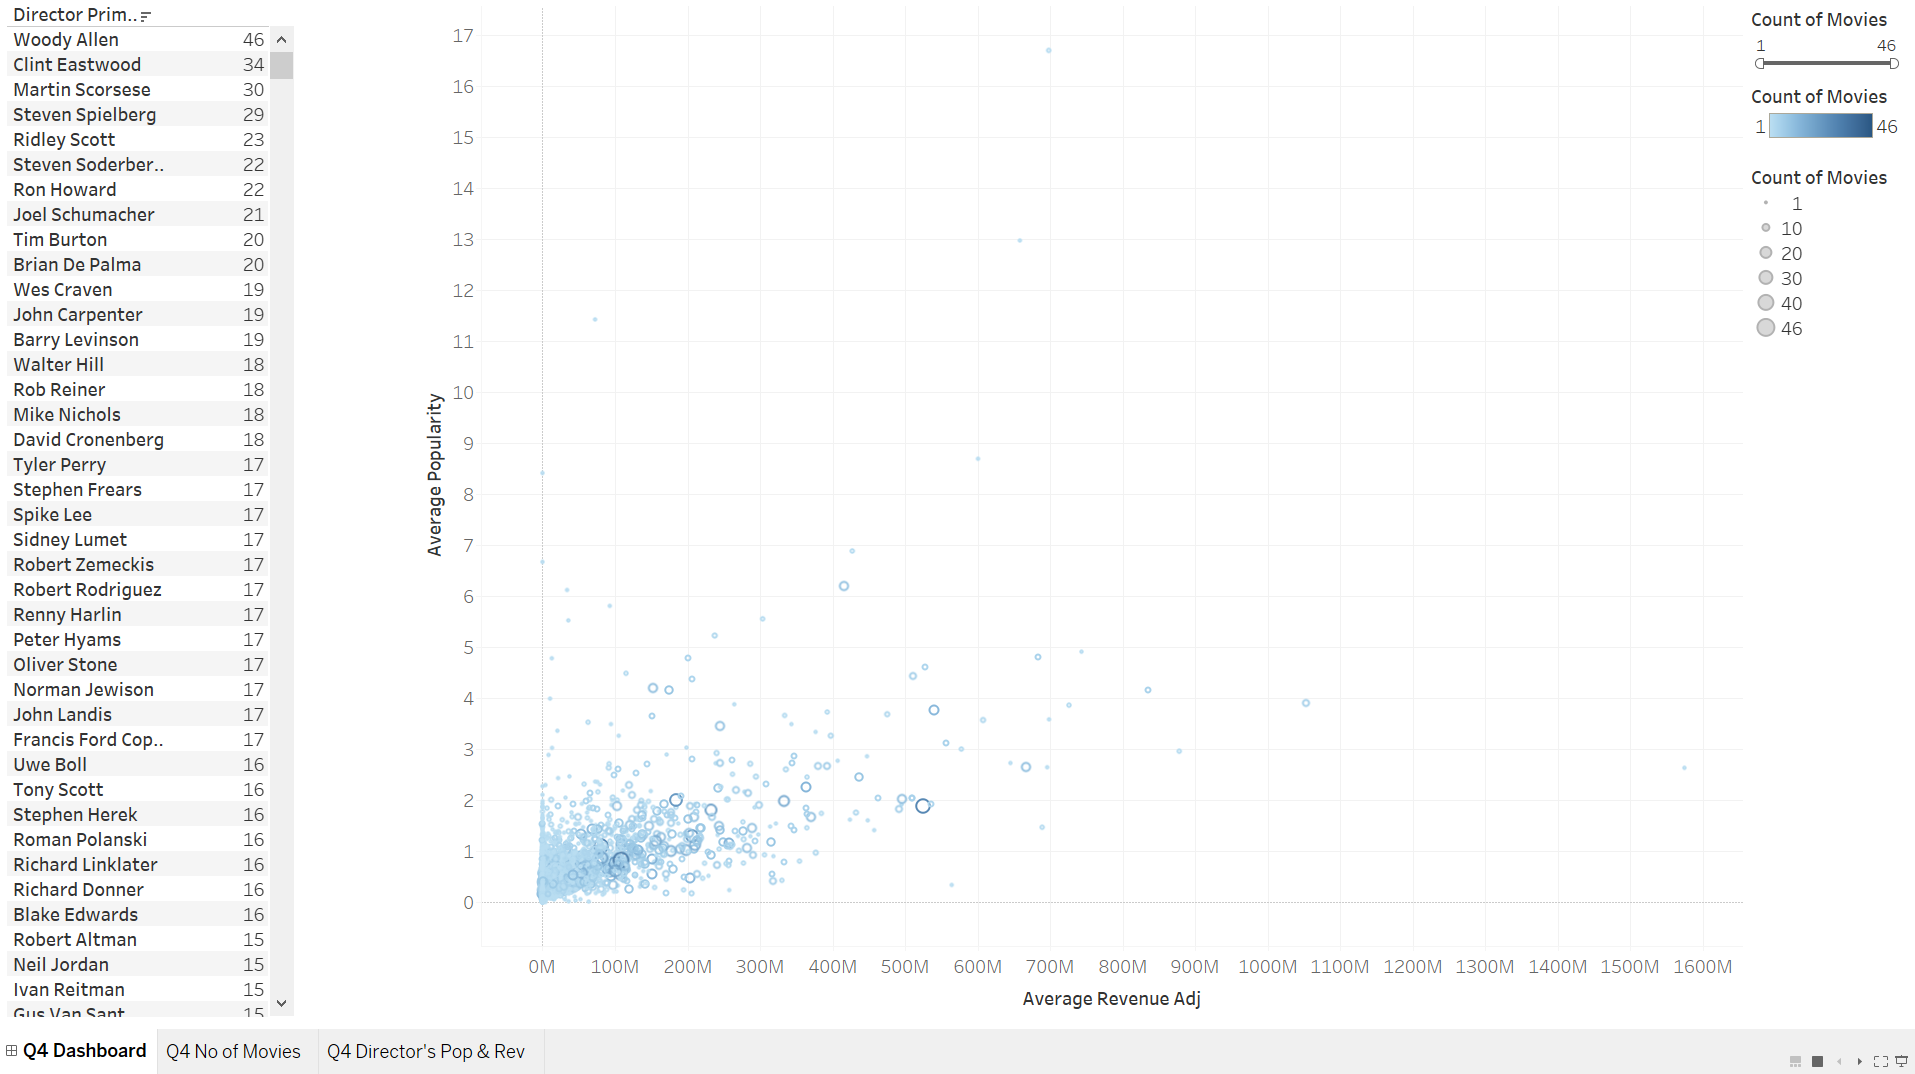 Director Prim..
Woody Allen 46
Clint Eastwood 34
Martin Scorsese 30
Steven Spielberg 29
Ridley Scott 23
Steven Soderber.. 22
Ron Howard 22
Joel Schumacher 21
Tim Burton 20
Brian De Palma 20
Wes Craven 19
John Carpenter 19
Barry Levinson 19
Walter Hill 18
Rob Reiner 18
Mike Nichols 18
David Cronenberg 18
Tyler Perry 17
Stephen Frears 17
Spike Lee 17
Sidney Lumet 17
Robert Zemeckis 17
Robert Rodriguez 17
Renny Harlin 17
Peter Hyams 17
Oliver Stone 17
Norman Jewison 17
John Landis 17
Francis Ford Cop.. 17
Uwe Boll 16
Tony Scott 16
Stephen Herek 16
Roman Polanski 16
Richard Linklater 16
Richard Donner 16
Blake Edwards 16
Robert Altman 15
Neil Jordan 15
Ivan Reitman 15
Gus Van Sant 15
Average Popularity
17
16
15
14
13
12
11
10
9
8
7
6
5
4
3
2
1
0
0M 100M 200M 300M 400M 500M 600M 700M 800M 900M 1000M 1100M 1200M 1300M 1400M 1500M 1600M
Average Revenue Adj
Count of Movies
1 46
Count of Movies
1 46
Count of Movies
1
10
20
30
40
46
Q4 Dashboard Q4 No of Movies Q4 Director's Pop & Rev